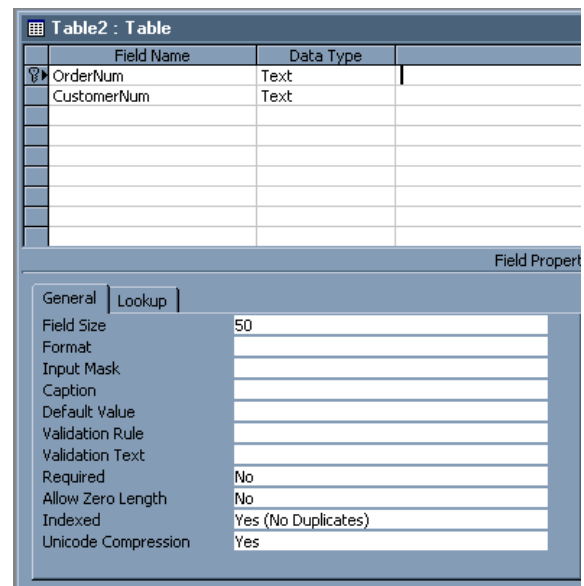 Table2 : Table
Field Name Data Type
OrderNum Text
CustomerNum Text
Field Propert
General Lookup
Field Size 50
Format
Input Mask
Caption
Default Value
Validation Rule
Validation Text
Required No
Allow Zero Length No
Indexed Yes (No Duplicates)
Unicode Compression Yes